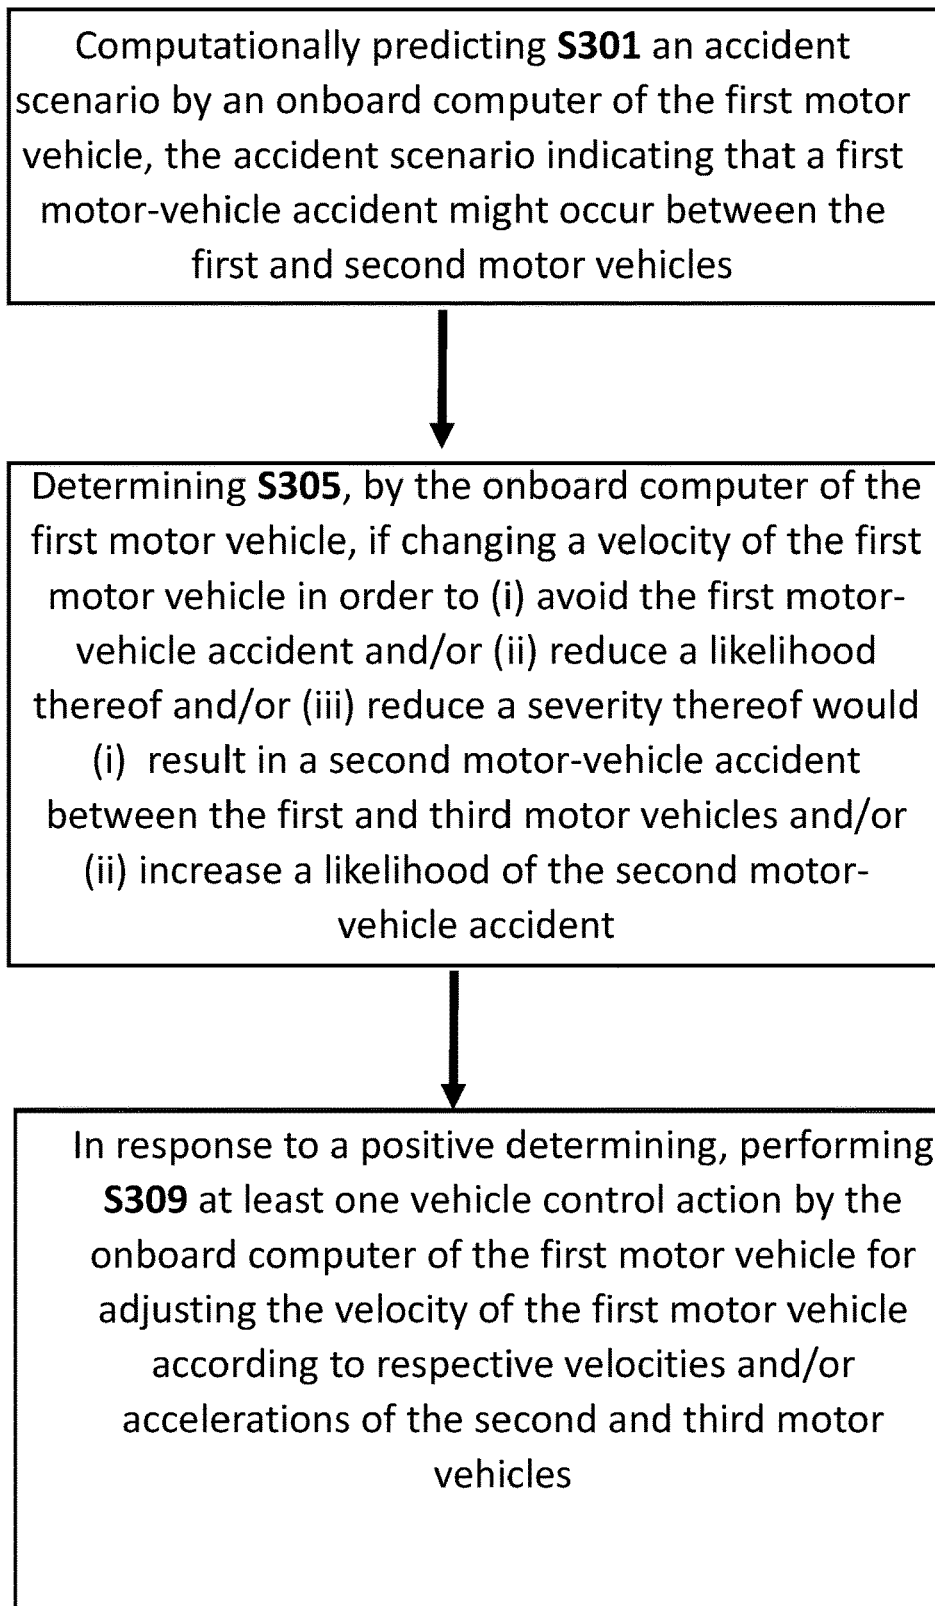 Computationally predicting S301 an accident
scenario by an onboard computer of the first motor
vehicle, the accident scenario indicating that a first
motor-vehicle accident might occur between the
first and second motor vehicles
Determining S305, by the onboard computer of the
first motor vehicle, if changing a velocity of the first
motor vehicle in order to (i) avoid the first motor-
vehicle accident and/or (ii) reduce a likelihood
thereof and/or (iii) reduce a severity thereof would
(i) result in a second motor-vehicle accident
between the first and third motor vehicles and/or
(ii) increase a likelihood of the second motor-
vehicle accident
In response to a positive determining, performing
S309 at least one vehicle control action by the
onboard computer of the first motor vehicle for
adjusting the velocity of the first motor vehicle
according to respective velocities and/or
accelerations of the second and third motor
vehicles